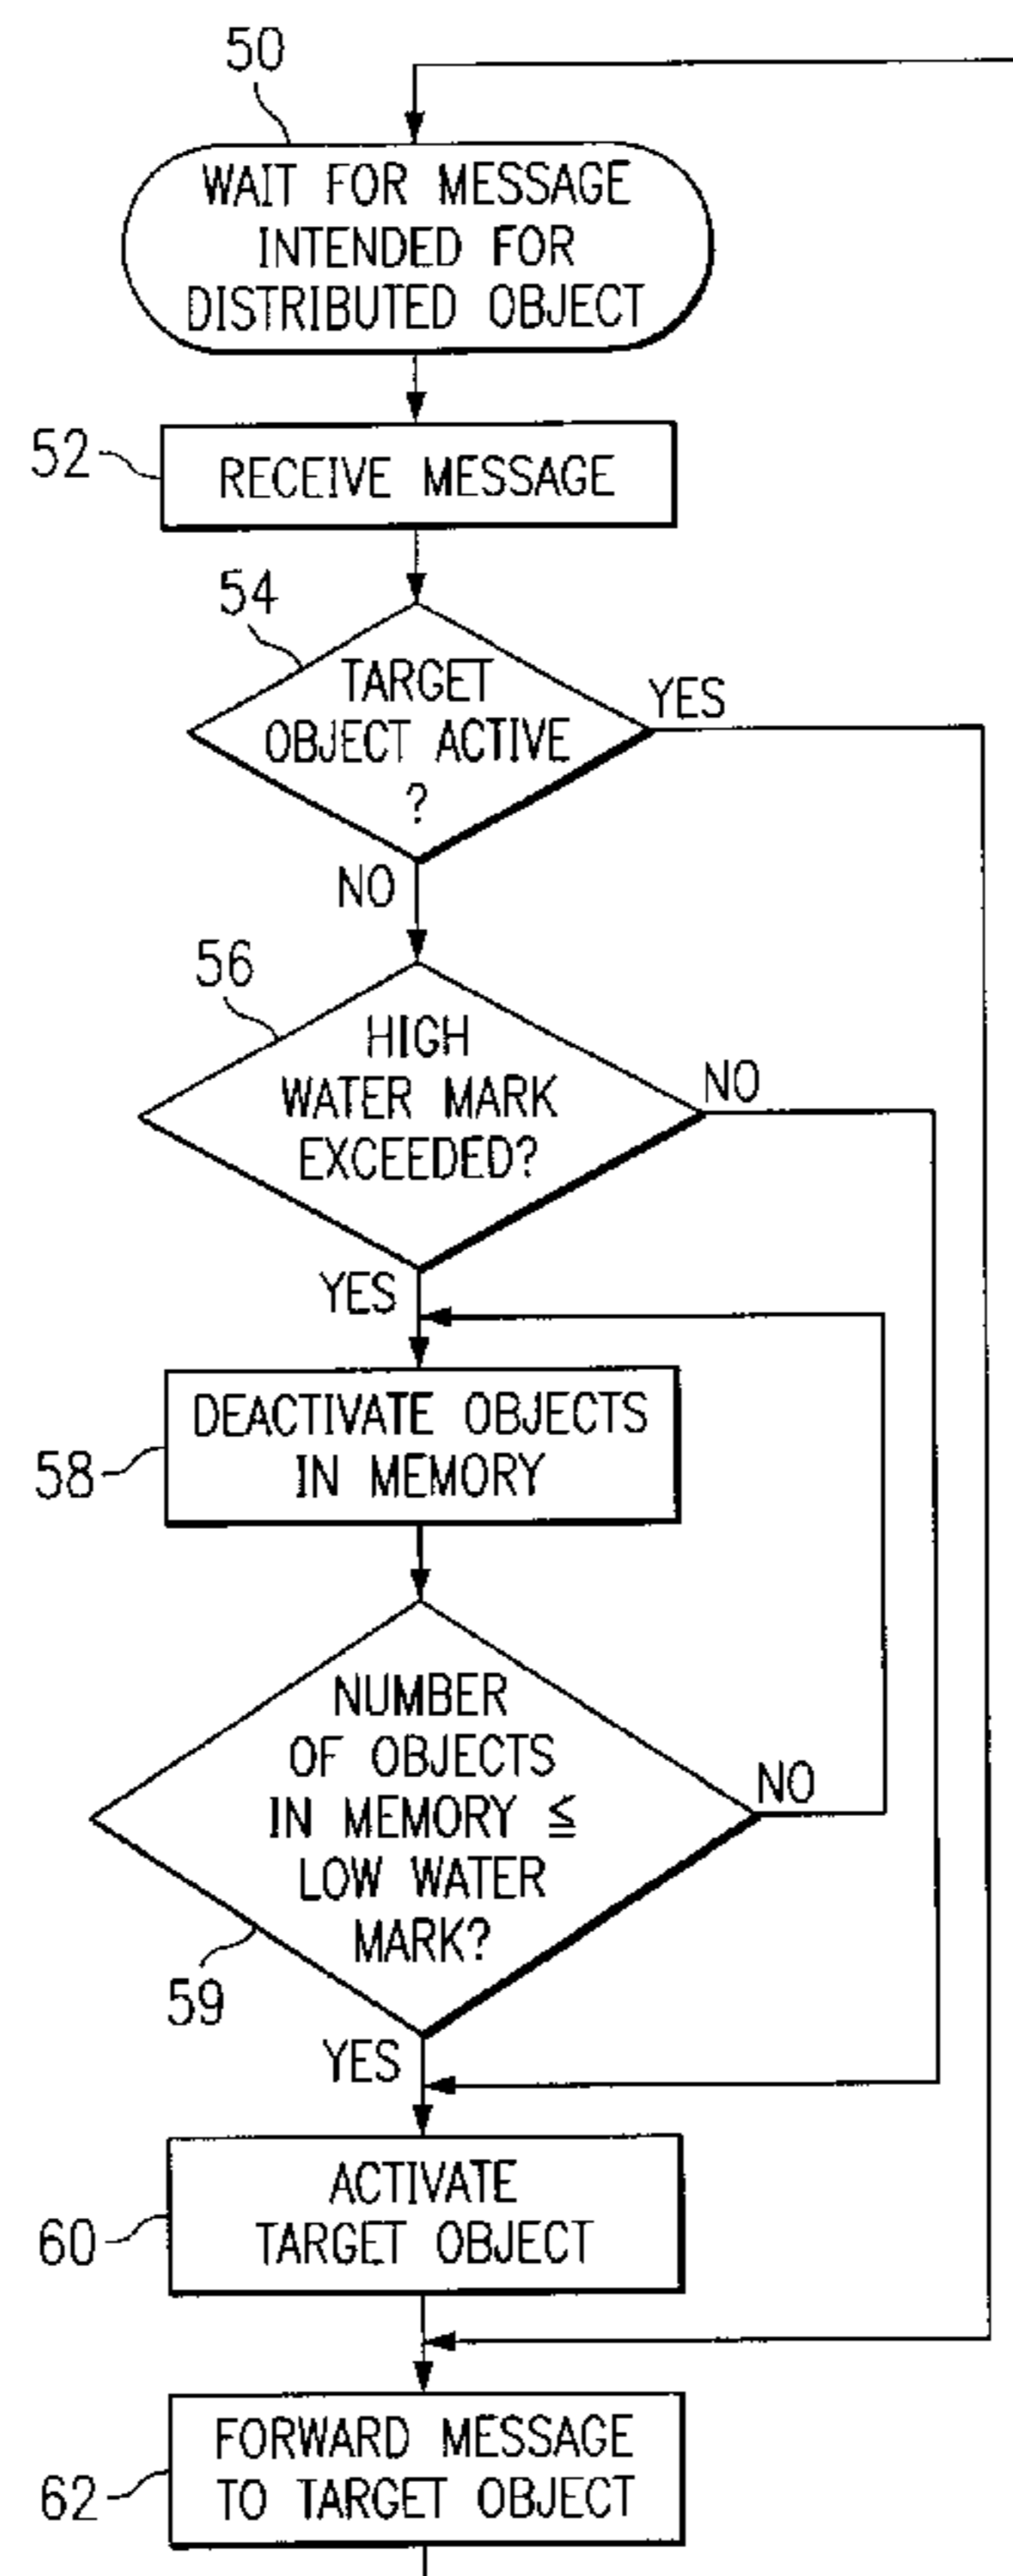 50
WAIT FOR MESSAGE
INTENDED FOR
DISTRIBUTED OBJECT
52
RECEIVE MESSAGE
54
TARGET
OBJECT ACTIVE
?
YES
NO
56
HIGH
WATER MARK
EXCEEDED?
NO
YES
DEACTIVATE OBJECTS
IN MEMORY
58
NUMBER
OF OBJECTS
IN MEMORY ≦
LOW WATER
MARK?
NO
59
YES
ACTIVATE
TARGET OBJECT
60
FORWARD MESSAGE
TO TARGET OBJECT
62